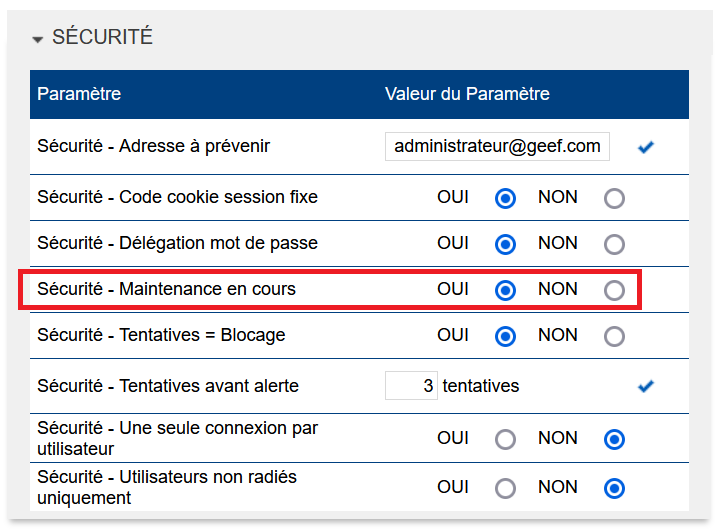 SÉCURITÉ
Paramètre Valeur du Paramètre
Sécurité - Adresse à prévenir administrateur@geef.com
Sécurité - Code cookie session fixe OUI NON
Sécurité - Délégation mot de passe OUI NON
Sécurité - Maintenance en cours OUI NON
Sécurité - Tentatives = Blocage OUI NON
Sécurité - Tentatives avant alerte 3 tentatives
Sécurité - Une seule connexion par
utilisateur OUI NON
Sécurité - Utilisateurs non radiés
uniquement OUI NON